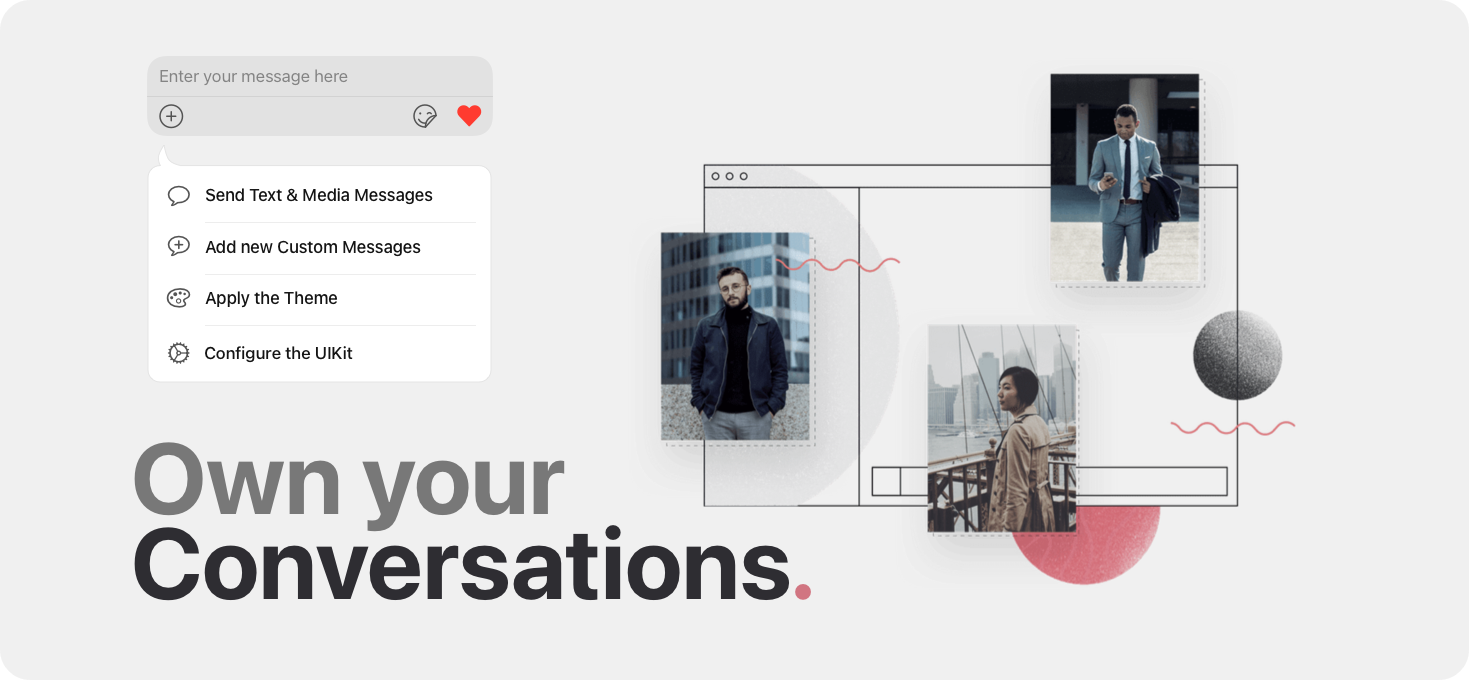 Enter your message here
Send Text & Media Messages
Add new Custom Messages
Apply the Theme
Configure the UIKit
Own your
Conversations.